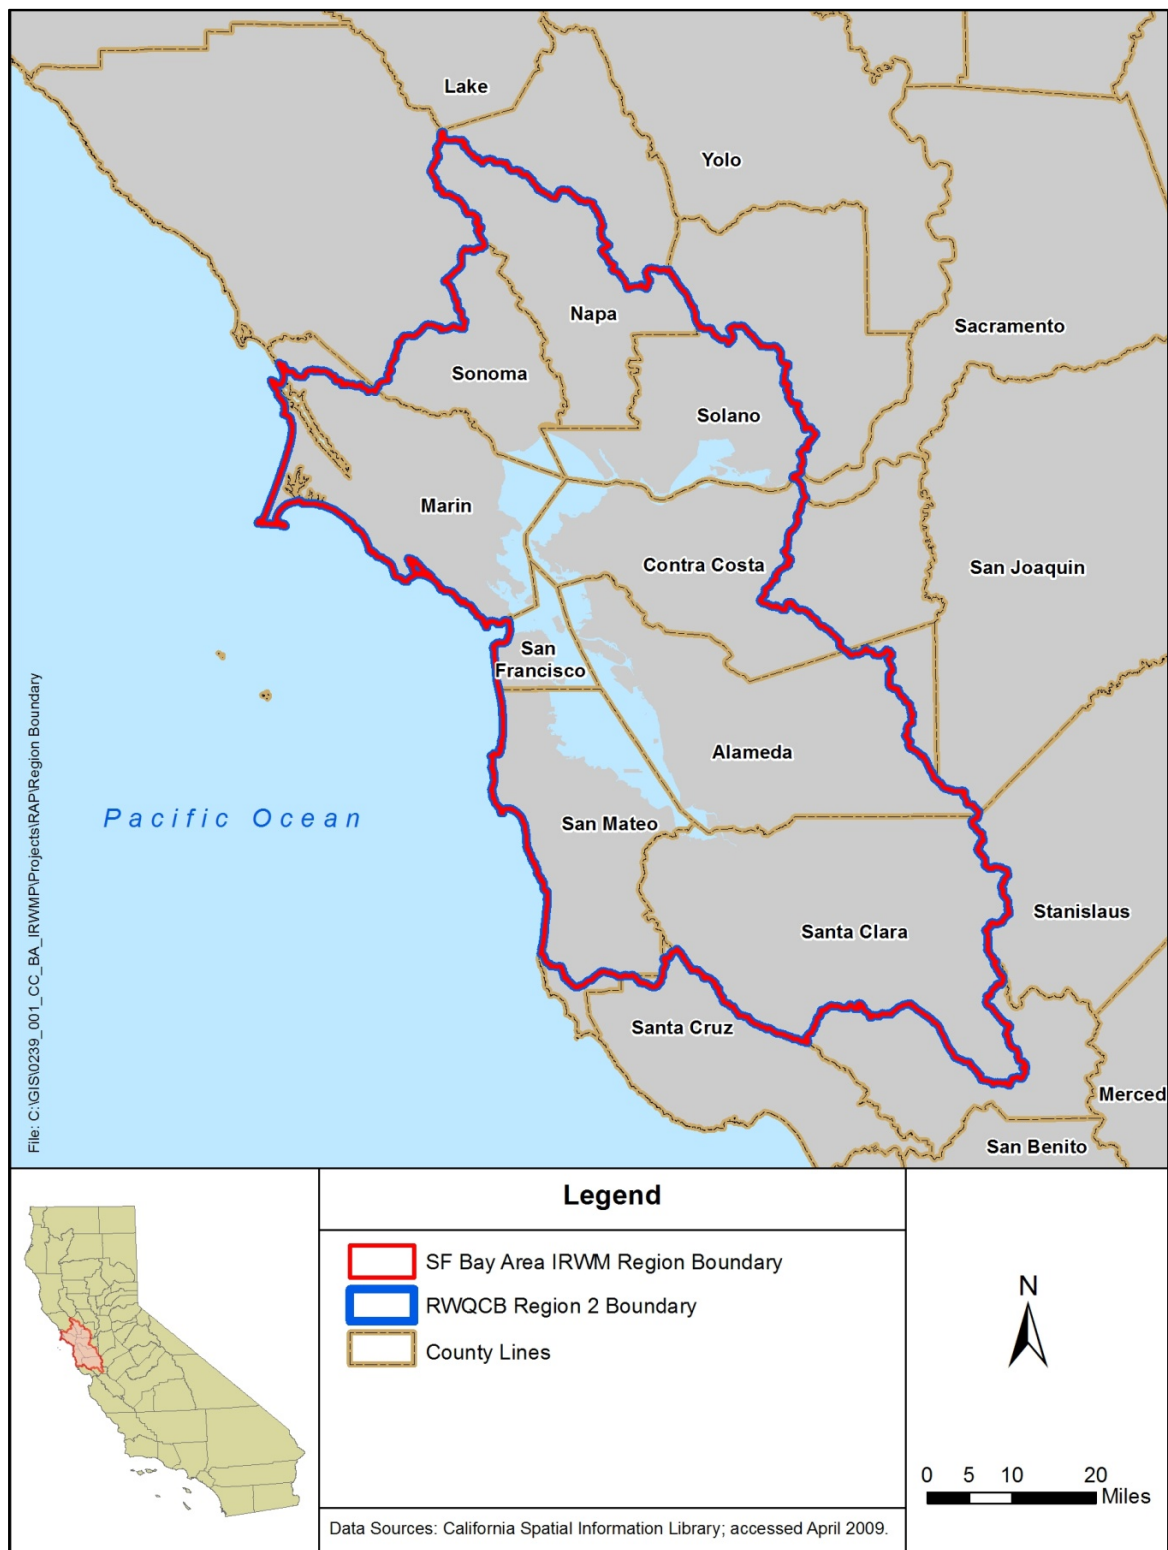 Lake
Yolo
Napa
Sacramento
Sonoma
Solano
Marin
Contra Costa
San Joaquin
San
Francisco
Alameda
Pacific Ocean
San Mateo
Stanislaus
Santa Clara
Santa Cruz
Merced
San Benito
File: C:\GIS\0239_001_CC_BA_IRWMP\Projects\RAP\Region Boundary
Legend
SF Bay Area IRWM Region Boundary
RWQCB Region 2 Boundary
County Lines
N
0 5 10 20
Miles
Data Sources: California Spatial Information Library; accessed April 2009.